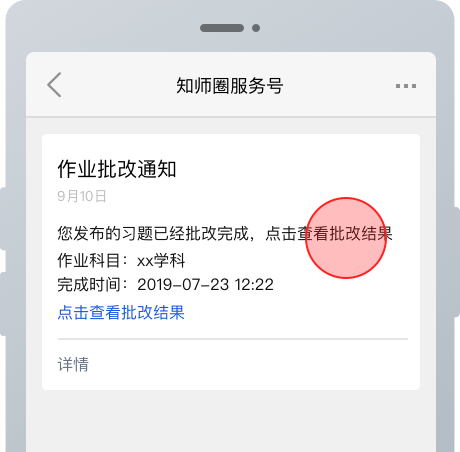 知师圈服务号
作业批改通知
9月10日
您发布的习题已经批改完成，点击查看批改结果
作业科目：xx学科
完成时间：2019-07-23 12:22
点击查看批改结果
详情